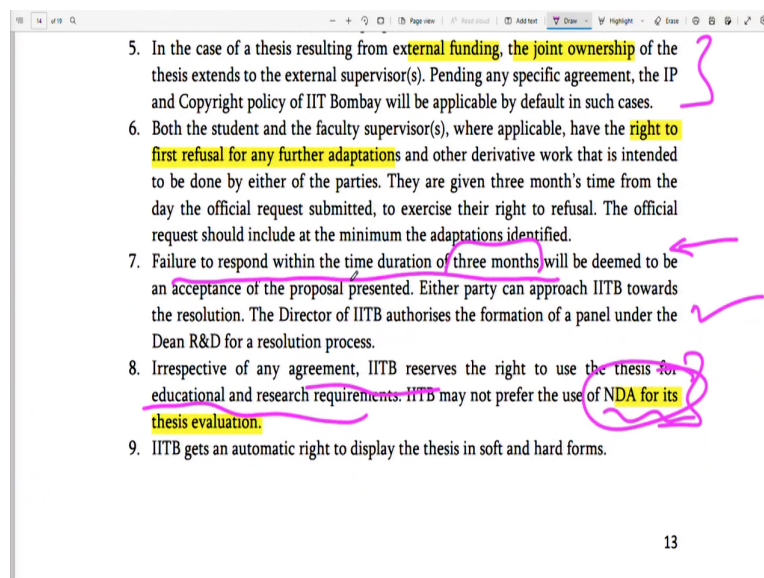 14 of 19
Page view
Read aloud
Add text
Draw
Highlight
Erase
5. In the case of a thesis resulting from external funding, the joint ownership of the
thesis extends to the external supervisor(s). Pending any specific agreement, the IP
and Copyright policy of IIT Bombay will be applicable by default in such cases.
6. Both the student and the faculty supervisor(s), where applicable, have the right to
first refusal for any further adaptations and other derivative work that is intended
to be done by either of the parties. They are given three month's time from the
day the official request submitted, to exercise their right to refusal. The official
request should include at the minimum the adaptations identified.
7. Failure to respond within the time duration of three months will be deemed to be
an acceptance of the proposal presented. Either party can approach IITB towards
the resolution. The Director of IITB authorises the formation of a panel under the
Dean R&D for a resolution process.
8. Irrespective of any agreement, IITB reserves the right to use the thesis for
educational and research requirements. IITB may not prefer the use of NDA for its
thesis evaluation.
9. IITB gets an automatic right to display the thesis in soft and hard forms.
13